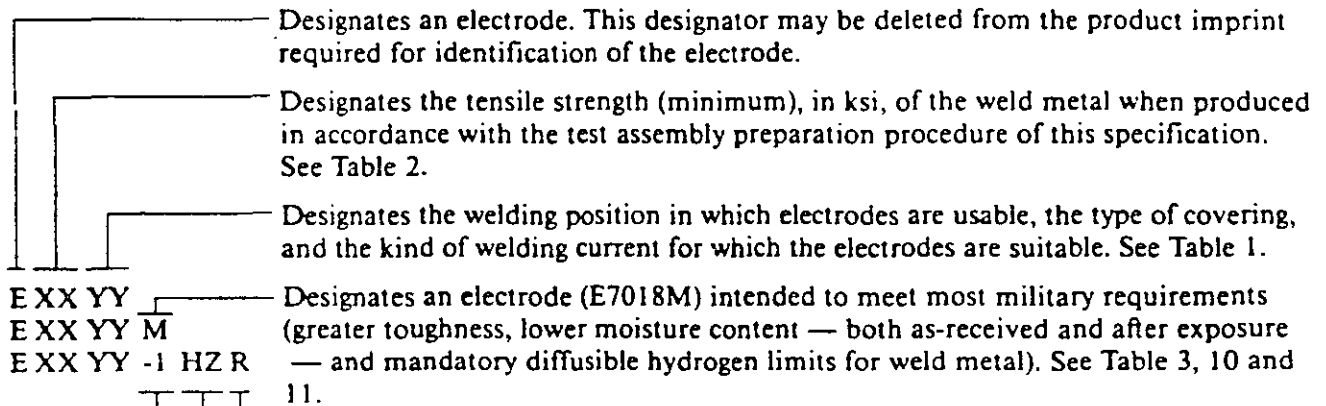 Designates an electrode. This designator may be deleted from the product imprint
required for identification of the electrode.
Designates the tensile strength (minimum), in ksi, of the weld metal when produced
in accordance with the test assembly preparation procedure of this specification.
See Table 2.
Designates the welding position in which electrodes are usable, the type of covering,
and the kind of welding current for which the electrodes are suitable. See Table 1.
E XX YY
E XX YY M
E XX YY -1 HZ R
Designates an electrode (E7018M) intended to meet most military requirements
(greater toughness, lower moisture content — both as-received and after exposure
— and mandatory diffusible hydrogen limits for weld metal). See Table 3, 10 and
11.